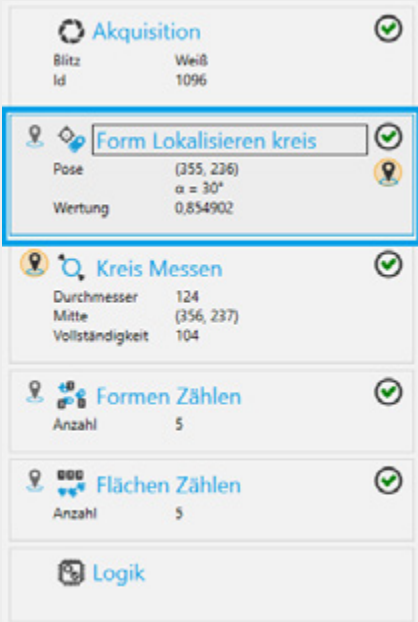 Akquisition
Blitz Weiß
Id 1096
Form Lokalisieren kreis
Pose (355, 236)
α = 30°
Wertung 0,854902
Kreis Messen
Durchmesser 124
Mitte (356, 237)
Vollständigkeit 104
Formen Zählen
Anzahl 5
Flächen Zählen
Anzahl 5
Logik